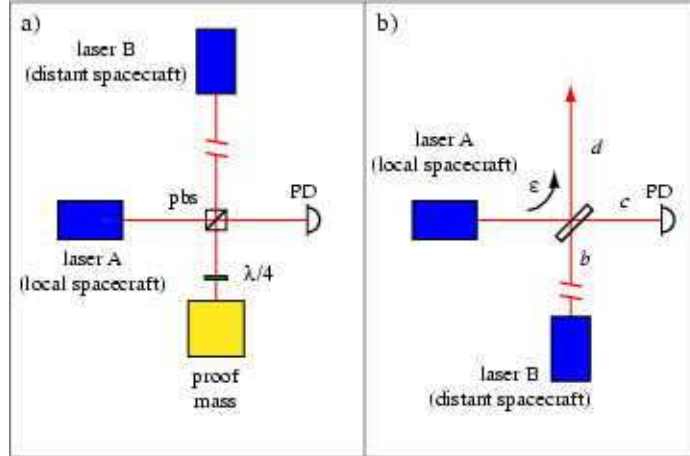 a)
laser B
(distant spacecraft)
pbs
PD
laser A
(local spacecraft)
λ/4
proof
mass
b)
laser A
(local spacecraft)
ε
d
c
PD
b
laser B
(distant spacecraft)